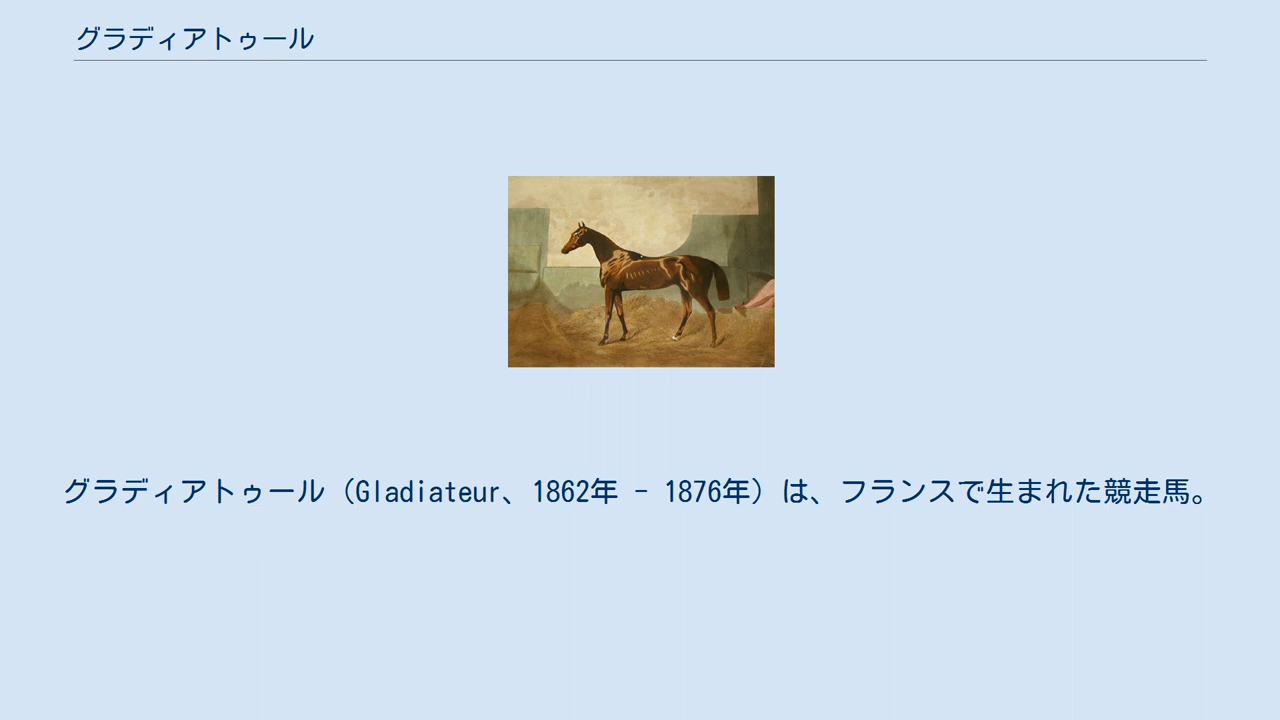 グラディアトゥール
グラディアトゥール（Gladiateur、1862年 - 1876年）は、フランスで生まれた競走馬。